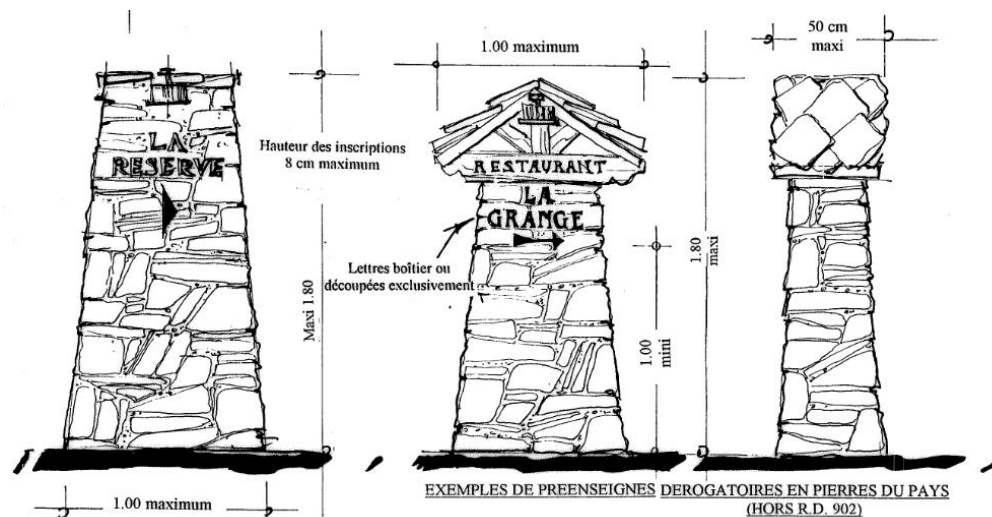 LA
RESERVE
Maxi 1.80
1.00 maximum
Hauteur des inscriptions
8 cm maximum
1.00 maximum
RESTAURANT
LA
GRANGE
Lettres boîtier ou
découpées exclusivement
1.00
mini
1.80
maxi
50 cm
maxi
EXEMPLES DE PREENSEIGNES DEROGATOIRES EN PIERRES DU PAYS
(HORS R.D. 902)